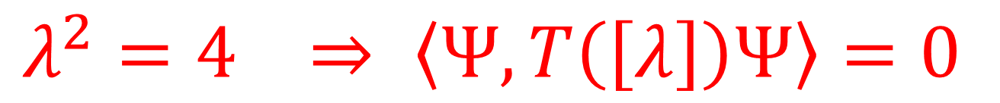 λ² = 4 ⇒ ⟨Ψ, T([λ])Ψ⟩ = 0